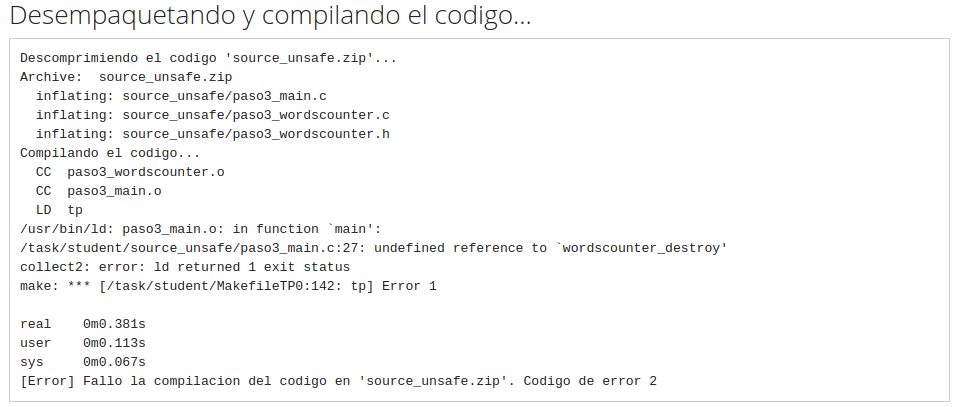 Desempaquetando y compilando el codigo...
Descomprimiendo el codigo 'source_unsafe.zip'...
Archive:  source_unsafe.zip
  inflating: source_unsafe/paso3_main.c
  inflating: source_unsafe/paso3_wordscounter.c
  inflating: source_unsafe/paso3_wordscounter.h
Compilando el codigo...
  CC  paso3_wordscounter.o
  CC  paso3_main.o
  LD  tp
/usr/bin/ld: paso3_main.o: in function `main':
/task/student/source_unsafe/paso3_main.c:27: undefined reference to `wordscounter_destroy'
collect2: error: ld returned 1 exit status
make: *** [/task/student/MakefileTP0:142: tp] Error 1
real    0m0.381s
user    0m0.113s
sys     0m0.067s
[Error] Fallo la compilacion del codigo en 'source_unsafe.zip'. Codigo de error 2